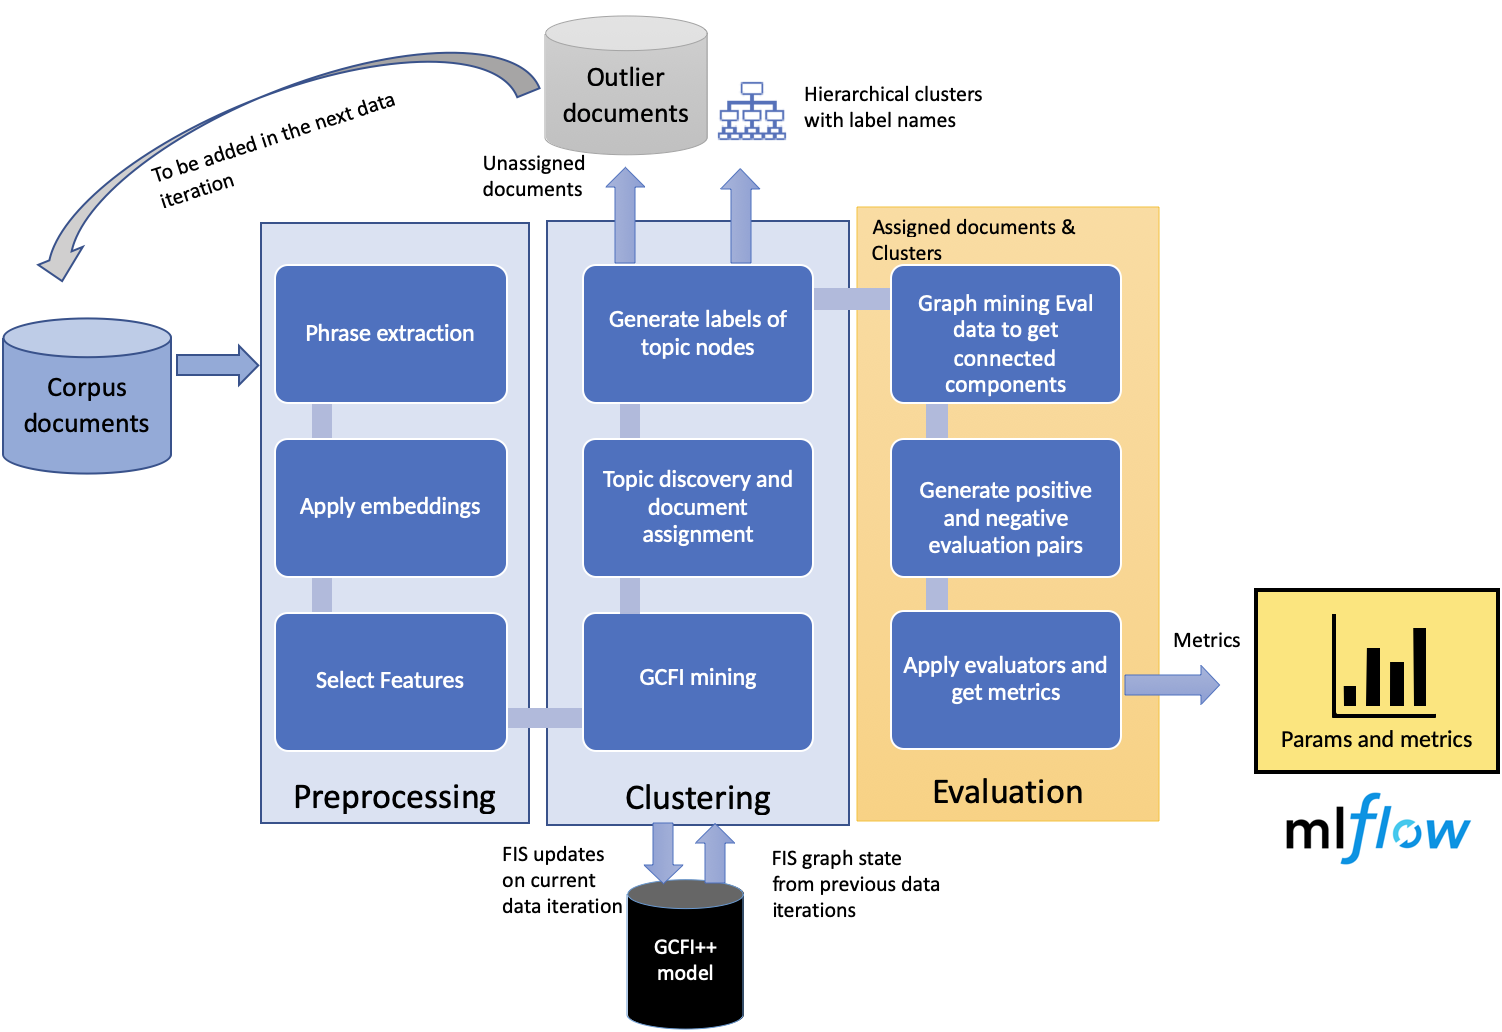 Outlier
documents
Hierarchical clusters
with label names
To be added in the next data
iteration
Unassigned
documents
Corpus
documents
Phrase extraction
Apply embeddings
Select Features
Preprocessing
Generate labels of
topic nodes
Topic discovery and
document
assignment
GCFI mining
Clustering
Assigned documents &
Clusters
Graph mining Eval
data to get
connected
components
Generate positive
and negative
evaluation pairs
Apply evaluators and
get metrics
Evaluation
Metrics
Params and metrics
mlflow
FIS updates
on current
data iteration
FIS graph state
from previous data
iterations
GCFI++
model